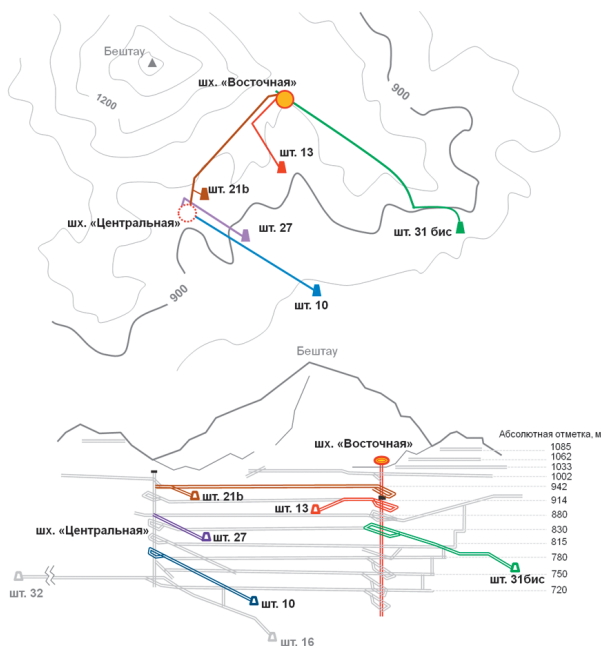 Бештау
1200
шх. «Восточная»
900
шт. 13
шт. 21b
шх. «Центральная»
шт. 27
шт. 31 бис
900
шт. 10
Бештау
Абсолютная отметка, м
шх. «Восточная»
1085
1062
1033
1002
942
914
880
830
815
780
750
720
шт. 21b
шт. 13
шх. «Центральная»
шт. 27
шт. 31бис
шт. 32
шт. 10
шт. 16